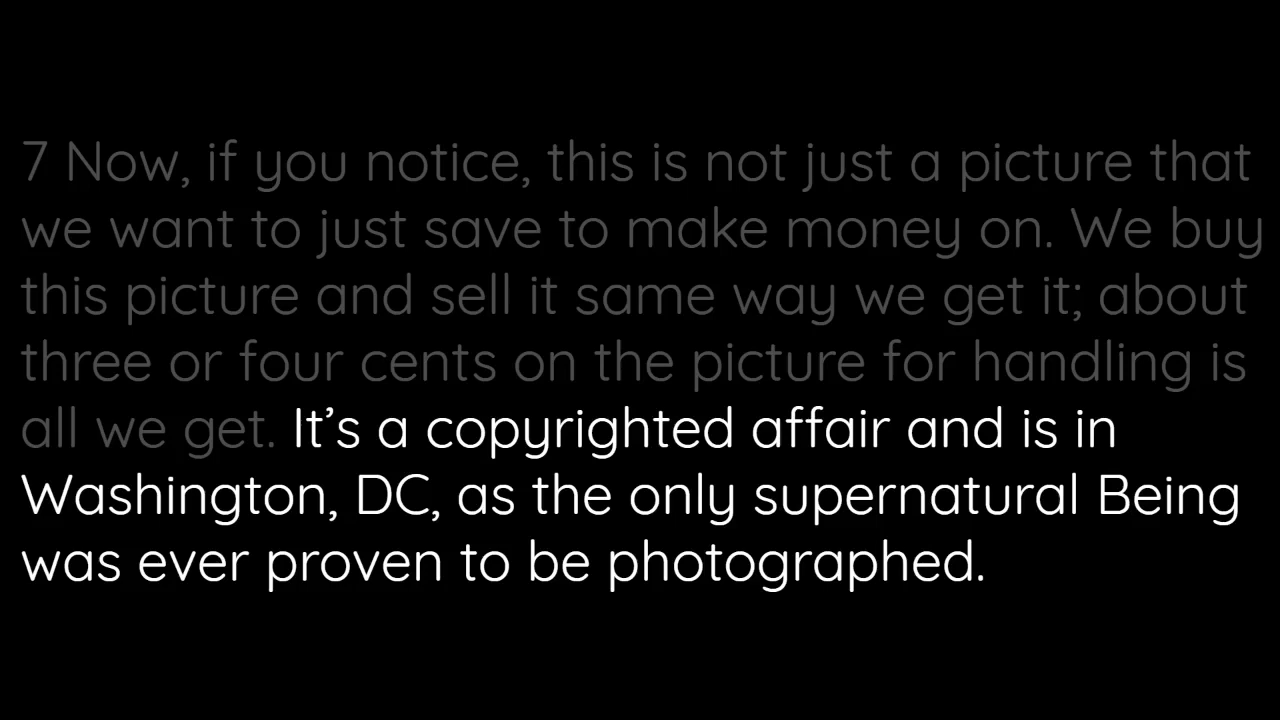 7 Now, if you notice, this is not just a picture that
we want to just save to make money on. We buy
this picture and sell it same way we get it; about
three or four cents on the picture for handling is
all we get. It’s a copyrighted affair and is in
Washington, DC, as the only supernatural Being
was ever proven to be photographed.